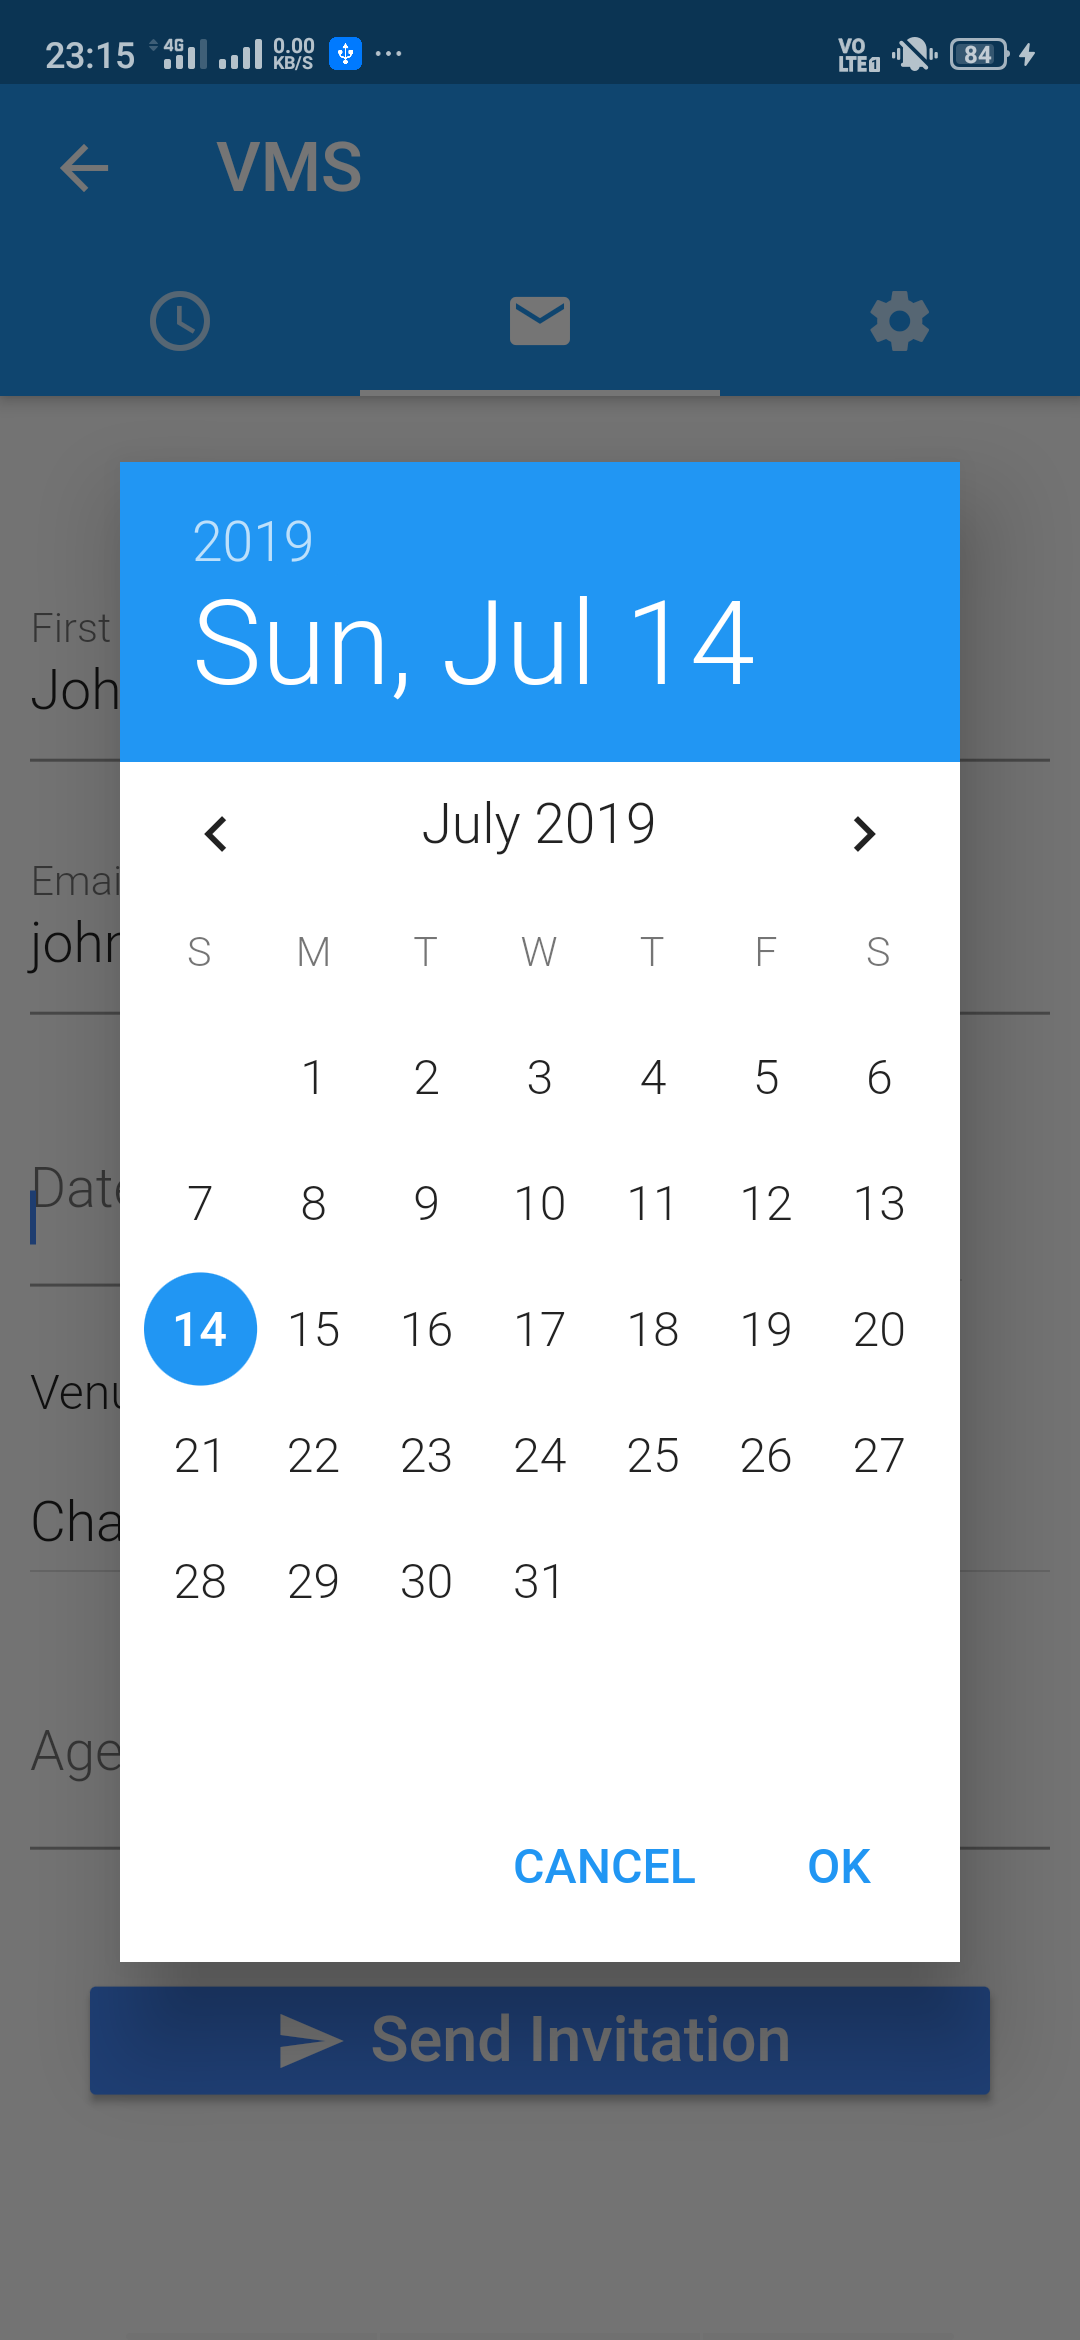 23:15 4G 0.00 KB/S ... VO LTE 1 84
VMS
2019
Sun, Jul 14
First
Joh
July 2019
Emai
john
S M T W T F S
1 2 3 4 5 6
Date
7 8 9 10 11 12 13
14 15 16 17 18 19 20
Venu
21 22 23 24 25 26 27
Cha
28 29 30 31
Age
CANCEL OK
Send Invitation